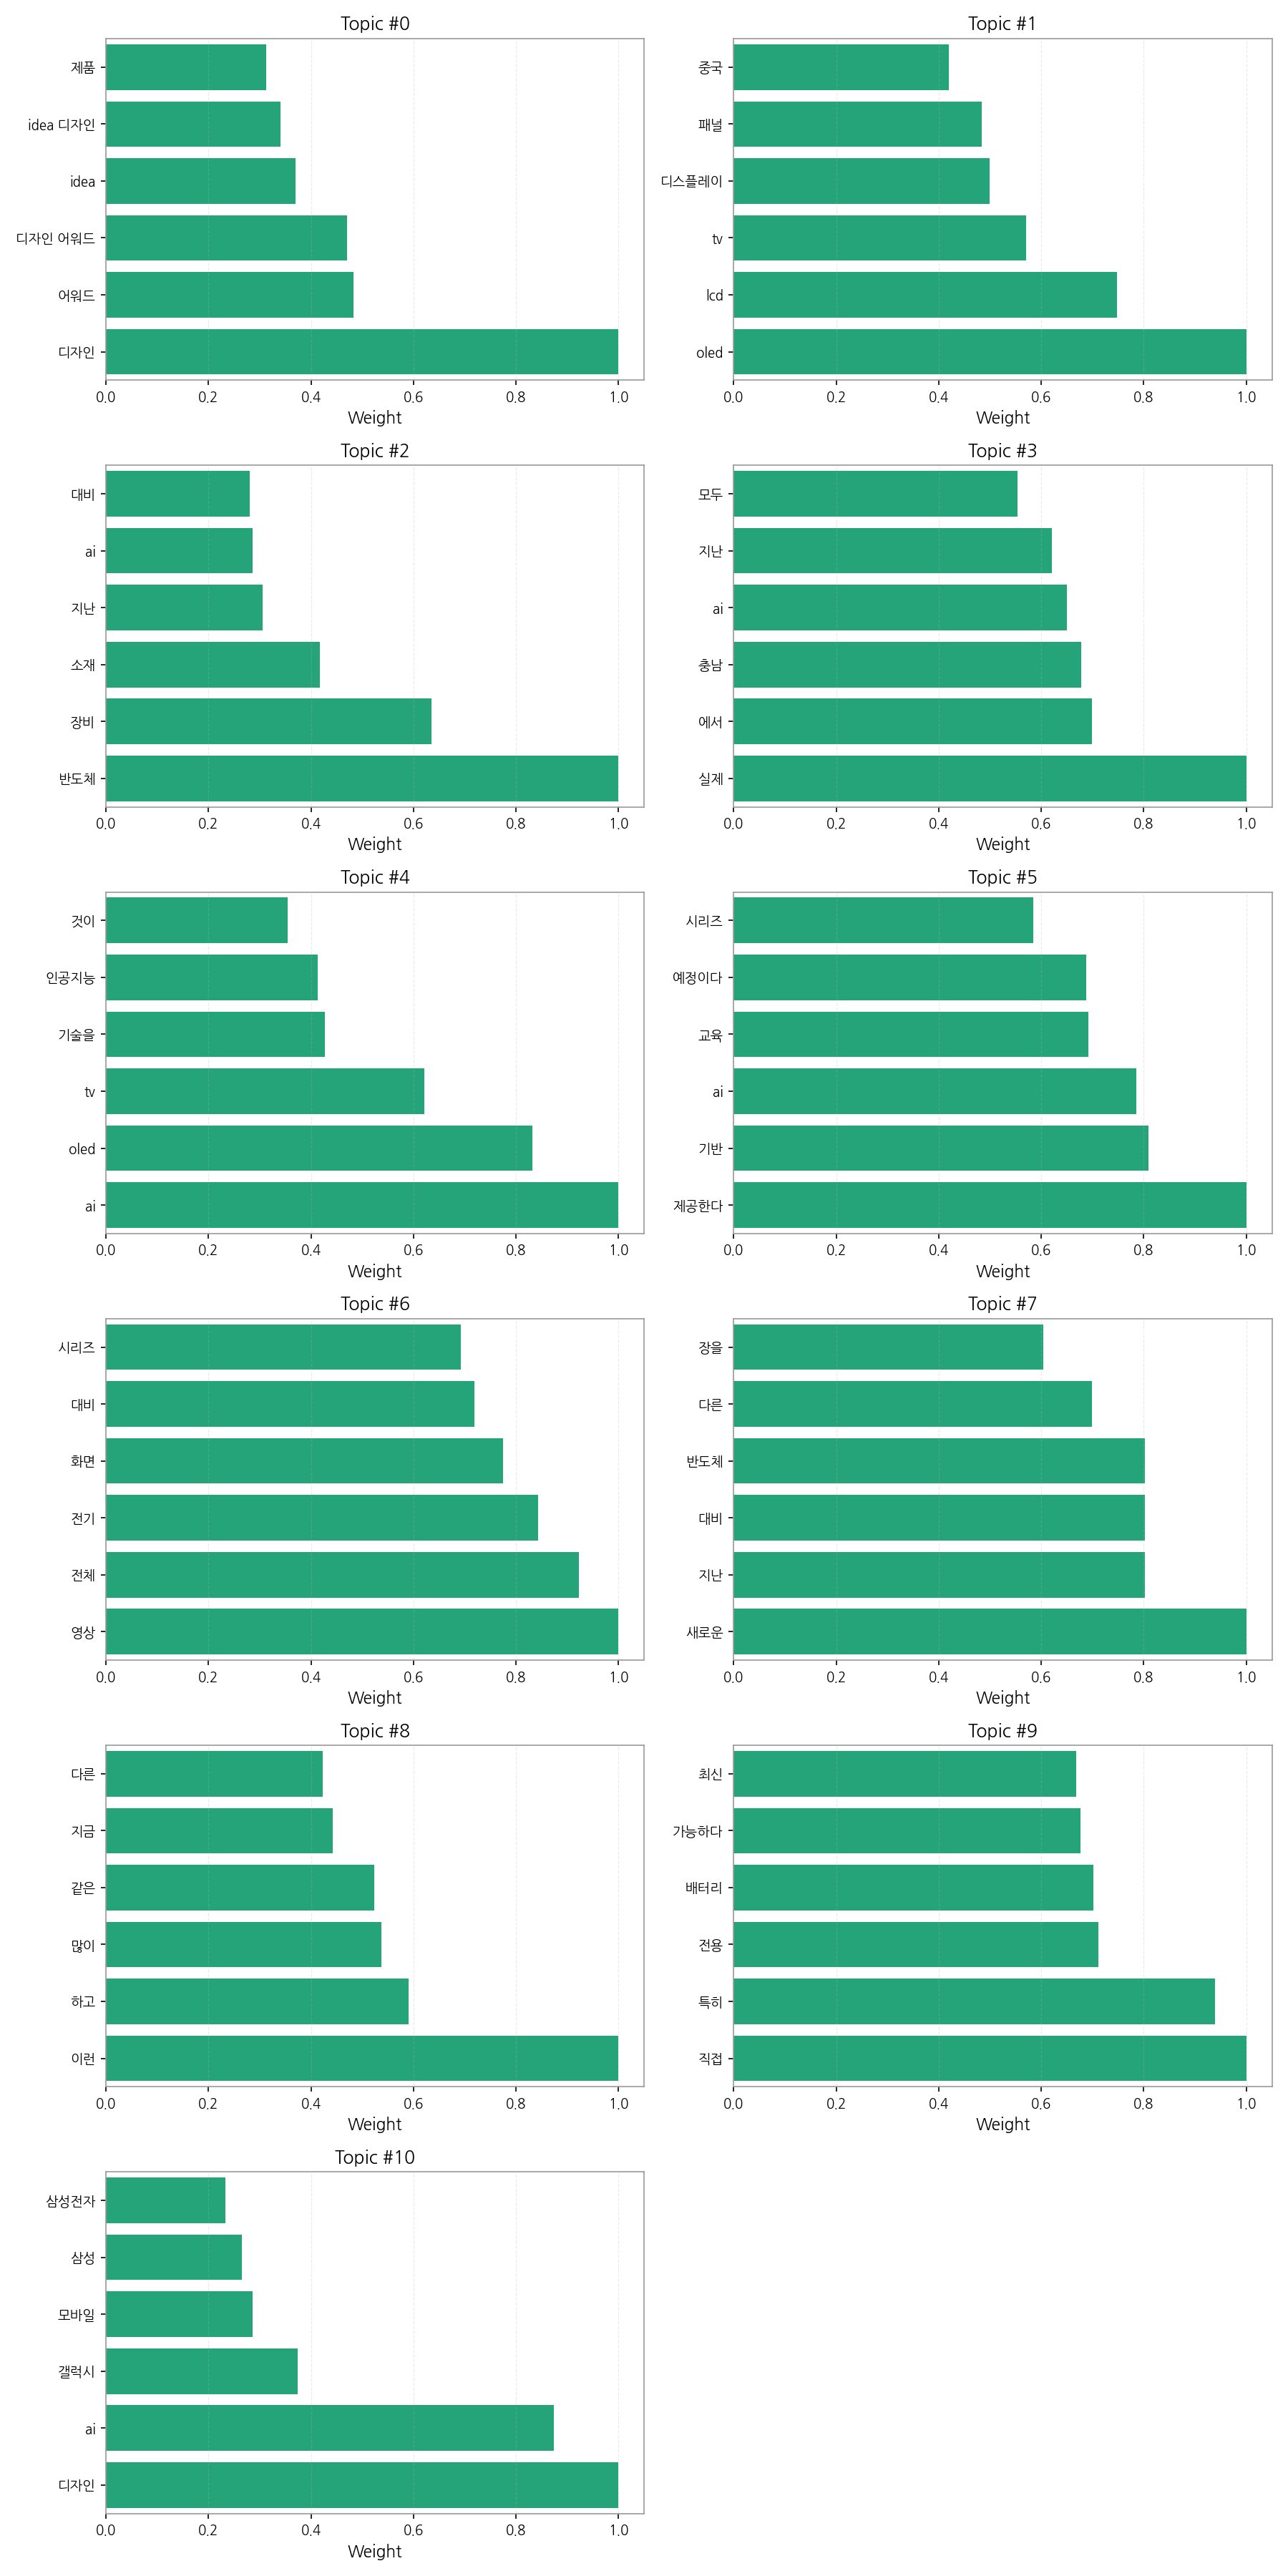 Topic #0
제품
idea 디자인
idea
디자인 어워드
어워드
디자인
0.0 0.2 0.4 0.6 0.8 1.0
Weight
Topic #1
중국
패널
디스플레이
tv
lcd
oled
0.0 0.2 0.4 0.6 0.8 1.0
Weight
Topic #2
대비
ai
지난
소재
장비
반도체
0.0 0.2 0.4 0.6 0.8 1.0
Weight
Topic #3
모두
지난
ai
충남
에서
실제
0.0 0.2 0.4 0.6 0.8 1.0
Weight
Topic #4
것이
인공지능
기술을
tv
oled
ai
0.0 0.2 0.4 0.6 0.8 1.0
Weight
Topic #5
시리즈
예정이다
교육
ai
기반
제공한다
0.0 0.2 0.4 0.6 0.8 1.0
Weight
Topic #6
시리즈
대비
화면
전기
전체
영상
0.0 0.2 0.4 0.6 0.8 1.0
Weight
Topic #7
장을
다른
반도체
대비
지난
새로운
0.0 0.2 0.4 0.6 0.8 1.0
Weight
Topic #8
다른
지금
같은
많이
하고
이런
0.0 0.2 0.4 0.6 0.8 1.0
Weight
Topic #9
최신
가능하다
배터리
전용
특히
직접
0.0 0.2 0.4 0.6 0.8 1.0
Weight
Topic #10
삼성전자
삼성
모바일
갤럭시
ai
디자인
0.0 0.2 0.4 0.6 0.8 1.0
Weight